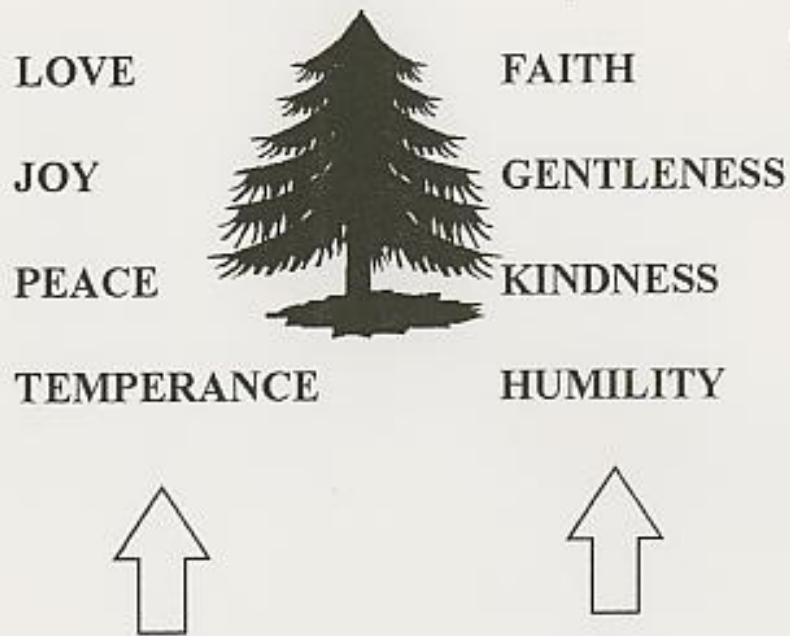 LOVE
JOY
PEACE
TEMPERANCE
FAITH
GENTLENESS
KINDNESS
HUMILITY